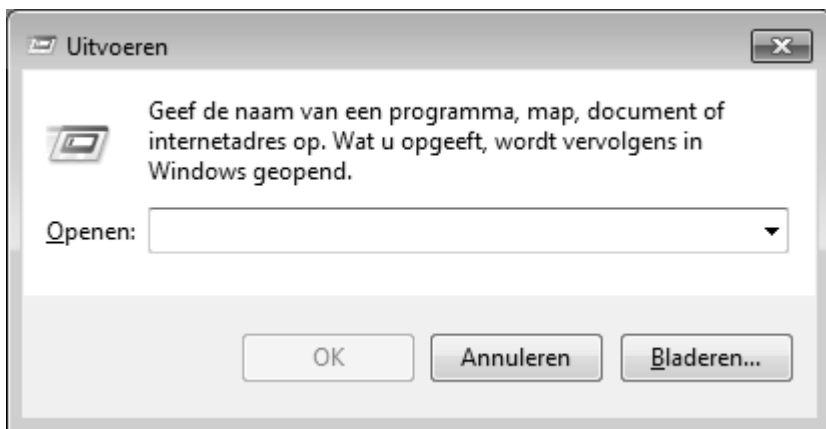 Uitvoeren
Geef de naam van een programma, map, document of
internetadres op. Wat u opgeeft, wordt vervolgens in
Windows geopend.
Openen:
OK Annuleren Bladeren...